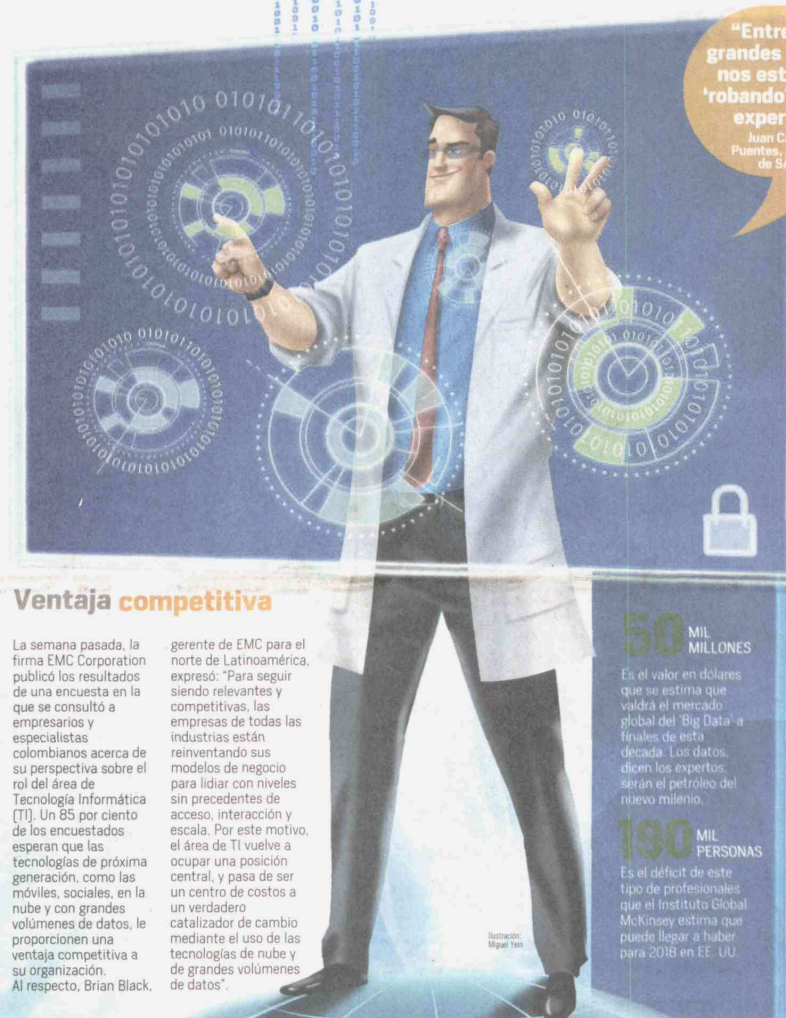 “Entre
grandes
nos est
‘robando’
exper
Juan C
Puentes,
de SA
Ventaja competitiva
La semana pasada, la
firma EMC Corporation
publicó los resultados
de una encuesta en la
que se consultó a
empresarios y
especialistas
colombianos acerca de
su perspectiva sobre el
rol del área de
Tecnología Informática
(TI). Un 85 por ciento
de los encuestados
esperan que las
tecnologías de próxima
generación, como las
móviles, sociales, en la
nube y con grandes
volúmenes de datos, le
proporcionen una
ventaja competitiva a
su organización.
Al respecto, Brian Black,
gerente de EMC para el
norte de Latinoamérica,
expresó: “Para seguir
siendo relevantes y
competitivas, las
empresas de todas las
industrias están
reinventando sus
modelos de negocio
para lidiar con niveles
sin precedentes de
acceso, interacción y
escala. Por este motivo,
el área de TI vuelve a
ocupar una posición
central, y pasa de ser
un centro de costos a
un verdadero
catalizador de cambio
mediante el uso de las
tecnologías de nube y
de grandes volúmenes
de datos”.
Ilustración:
Miguel Yein
50 MIL
MILLONES
Es el valor en dólares
que se estima que
valdrá el mercado
global del ‘Big Data’ a
finales de esta
década. Los datos,
dicen los expertos,
serán el petróleo del
nuevo milenio.
190 MIL
PERSONAS
Es el déficit de este
tipo de profesionales
que el Instituto Global
McKinsey estima que
puede llegar a haber
para 2018 en EE. UU.